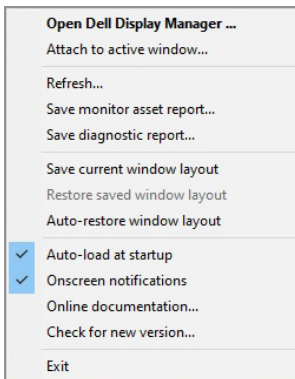 Open Dell Display Manager ...
Attach to active window...
Refresh...
Save monitor asset report...
Save diagnostic report...
Save current window layout
Restore saved window layout
Auto-restore window layout
Auto-load at startup
Onscreen notifications
Online documentation...
Check for new version...
Exit